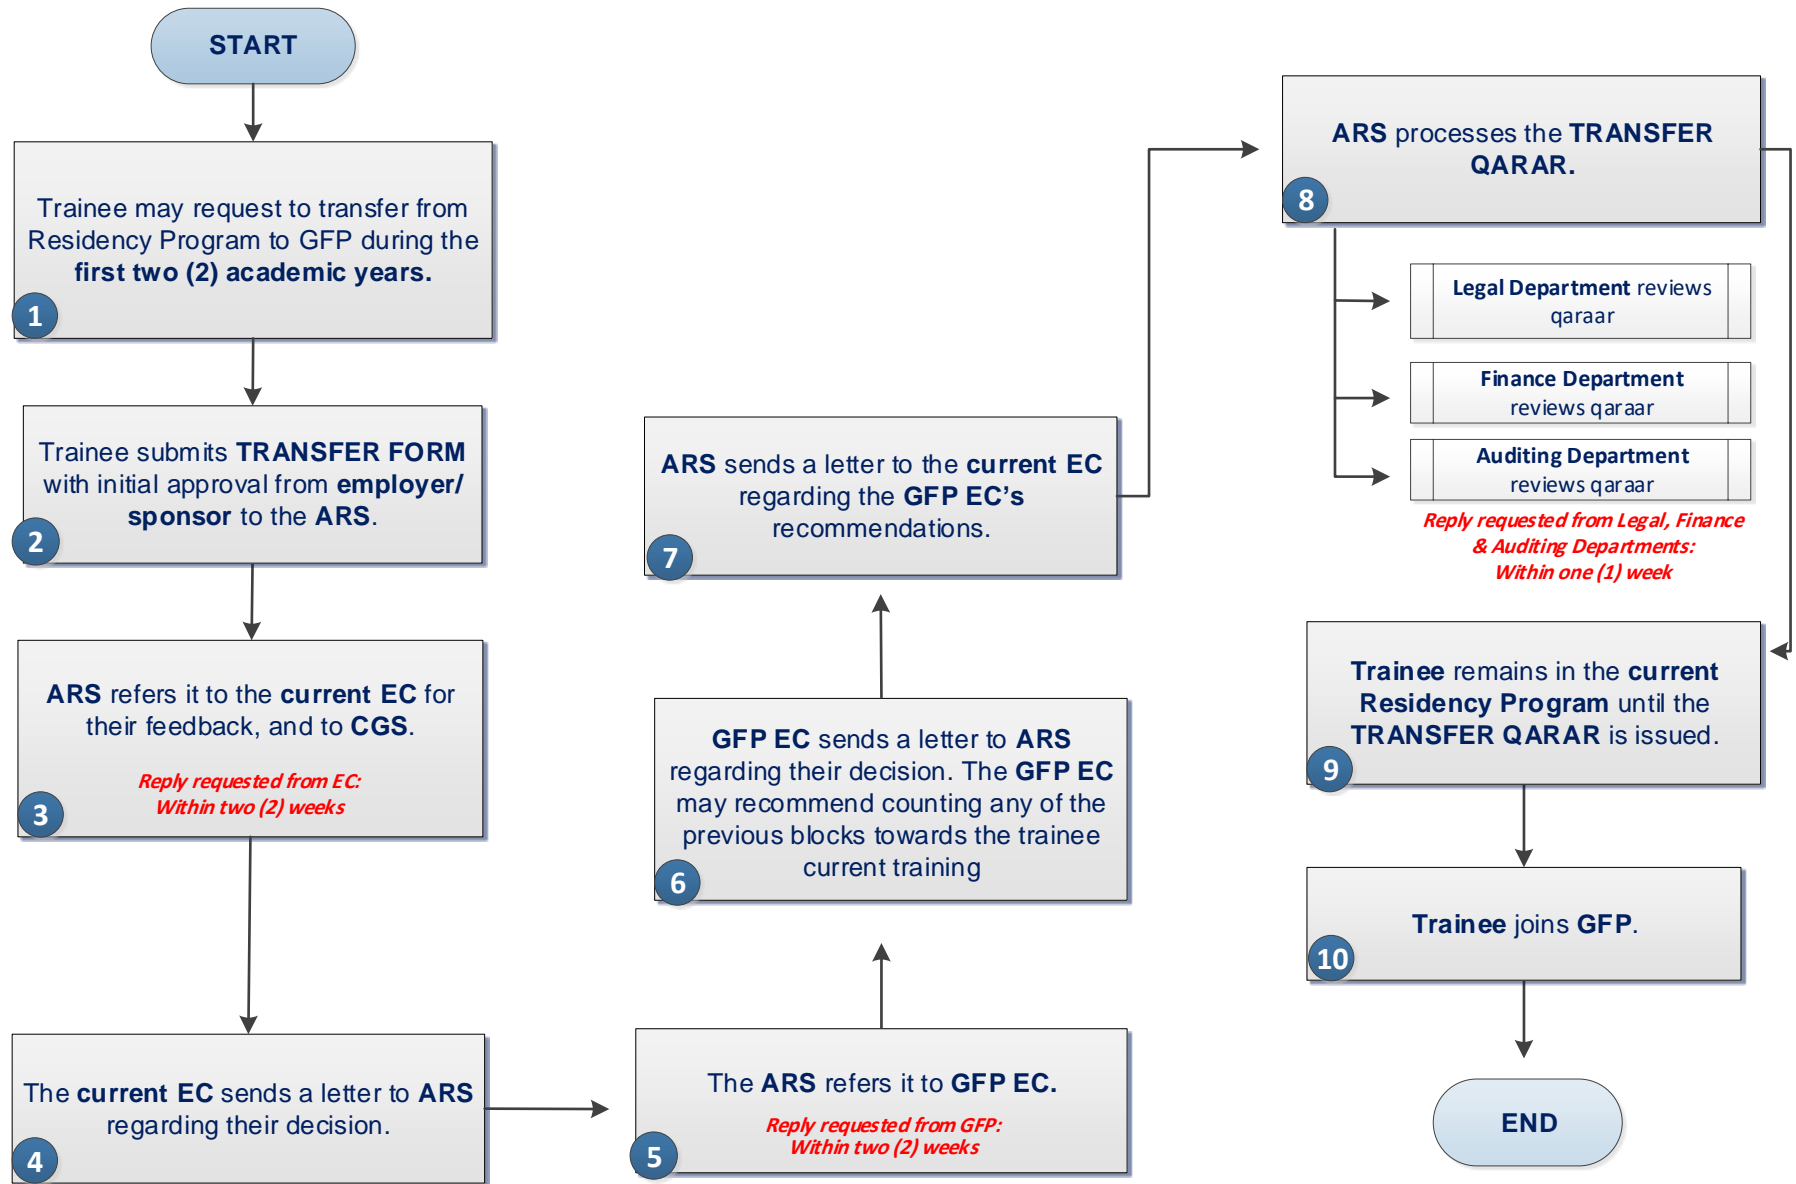 START
Trainee may request to transfer from
Residency Program to GFP during the
first two (2) academic years.
1
Trainee submits TRANSFER FORM
with initial approval from employer/
sponsor to the ARS.
2
ARS refers it to the current EC for
their feedback, and to CGS.
Reply requested from EC:
Within two (2) weeks
3
The current EC sends a letter to ARS
regarding their decision.
4
The ARS refers it to GFP EC.
Reply requested from GFP:
Within two (2) weeks
5
GFP EC sends a letter to ARS
regarding their decision. The GFP EC
may recommend counting any of the
previous blocks towards the trainee
current training
6
ARS sends a letter to the current EC
regarding the GFP EC’s
recommendations.
7
ARS processes the TRANSFER
QARAR.
8
Legal Department reviews
qaraar
Finance Department
reviews qaraar
Auditing Department
reviews qaraar
Reply requested from Legal, Finance
& Auditing Departments:
Within one (1) week
Trainee remains in the current
Residency Program until the
TRANSFER QARAR is issued.
9
Trainee joins GFP.
10
END